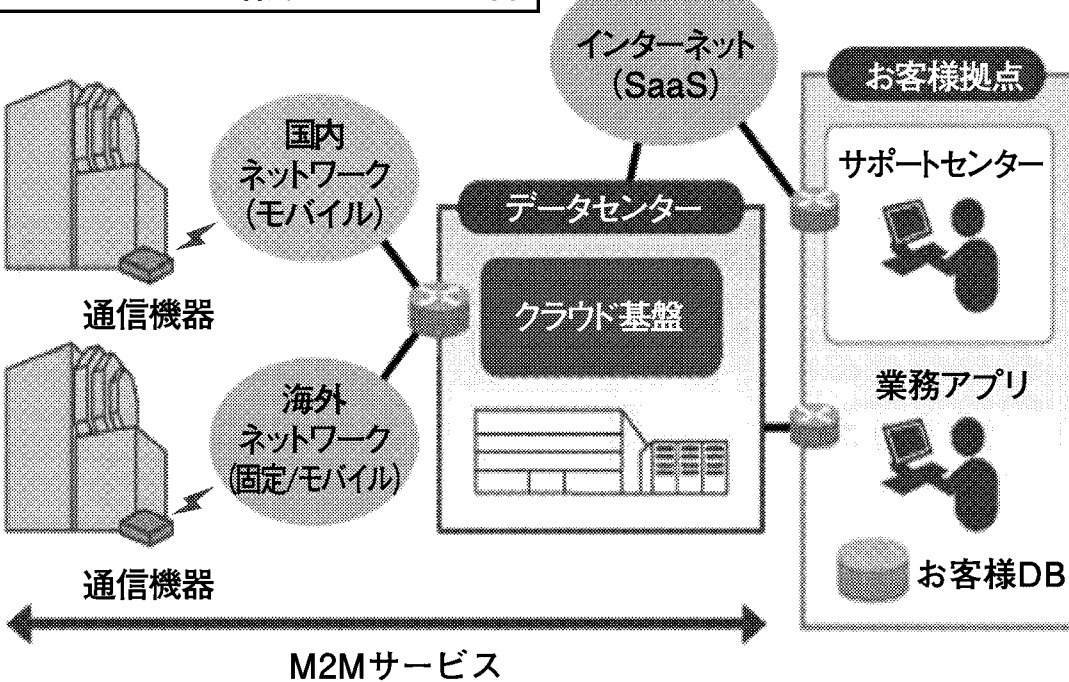 インターネット
(SaaS)
お客様拠点
国内
ネットワーク
(モバイル)
サポートセンター
データセンター
クラウド基盤
通信機器
海外
ネットワーク
(固定/モバイル)
業務アプリ
通信機器
お客様DB
M2Mサービス